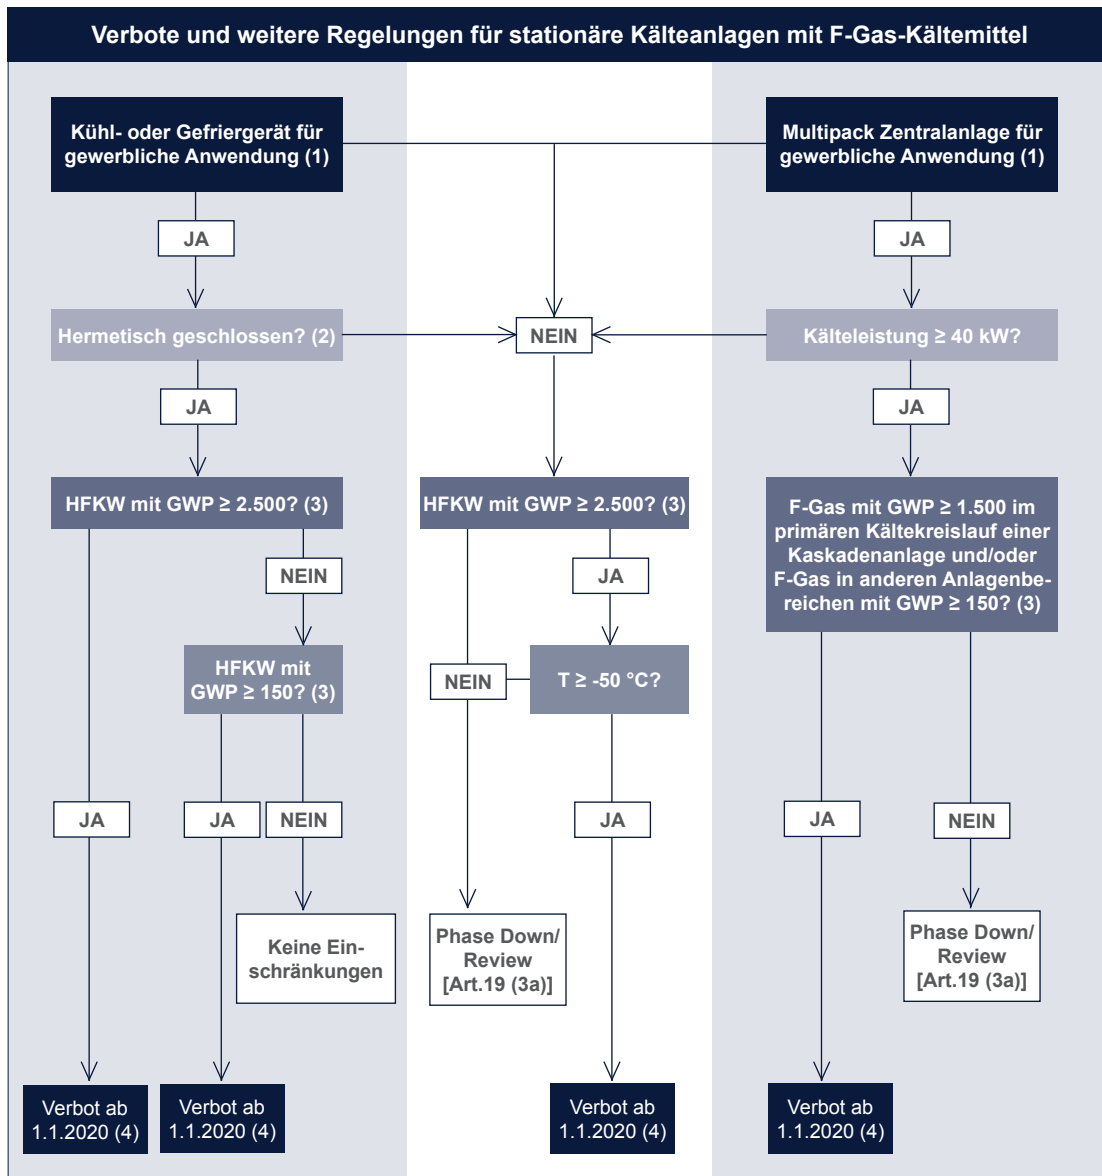 Verbote und weitere Regelungen für stationäre Kälteanlagen mit F-Gas-Kältemittel
Kühl- oder Gefriergerät für
gewerbliche Anwendung (1)
Multipack Zentralanlage für
gewerbliche Anwendung (1)
JA
JA
Hermetisch geschlossen? (2)
NEIN
Kälteleistung ≥ 40 kW?
JA
JA
HFKW mit GWP ≥ 2.500? (3)
HFKW mit GWP ≥ 2.500? (3)
F-Gas mit GWP ≥ 1.500 im
primären Kältekreislauf einer
Kaskadenanlage und/oder
F-Gas in anderen Anlagenbe-
reichen mit GWP ≥ 150? (3)
NEIN
JA
HFKW mit
GWP ≥ 150? (3)
NEIN
T ≥ -50 °C?
JA
JA
NEIN
JA
JA
NEIN
Keine Ein-
schränkungen
Phase Down/
Review
[Art.19 (3a)]
Phase Down/
Review
[Art.19 (3a)]
Verbot ab
1.1.2020 (4)
Verbot ab
1.1.2020 (4)
Verbot ab
1.1.2020 (4)
Verbot ab
1.1.2020 (4)